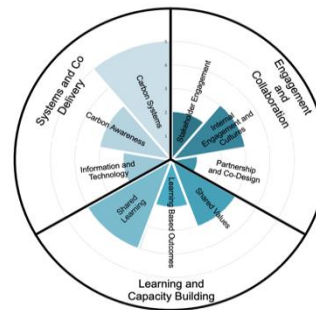 Systems and Co
Delivery
Engagement
and
Collaboration
Learning and
Capacity Building
Carbon Systems
Stakeholder Engagement
Internal
Engagement and
Cultures
Partnership
and Co-Design
Shared Values
Learning Based Outcomes
Shared
Learning
Information and
Technology
Carbon Awareness